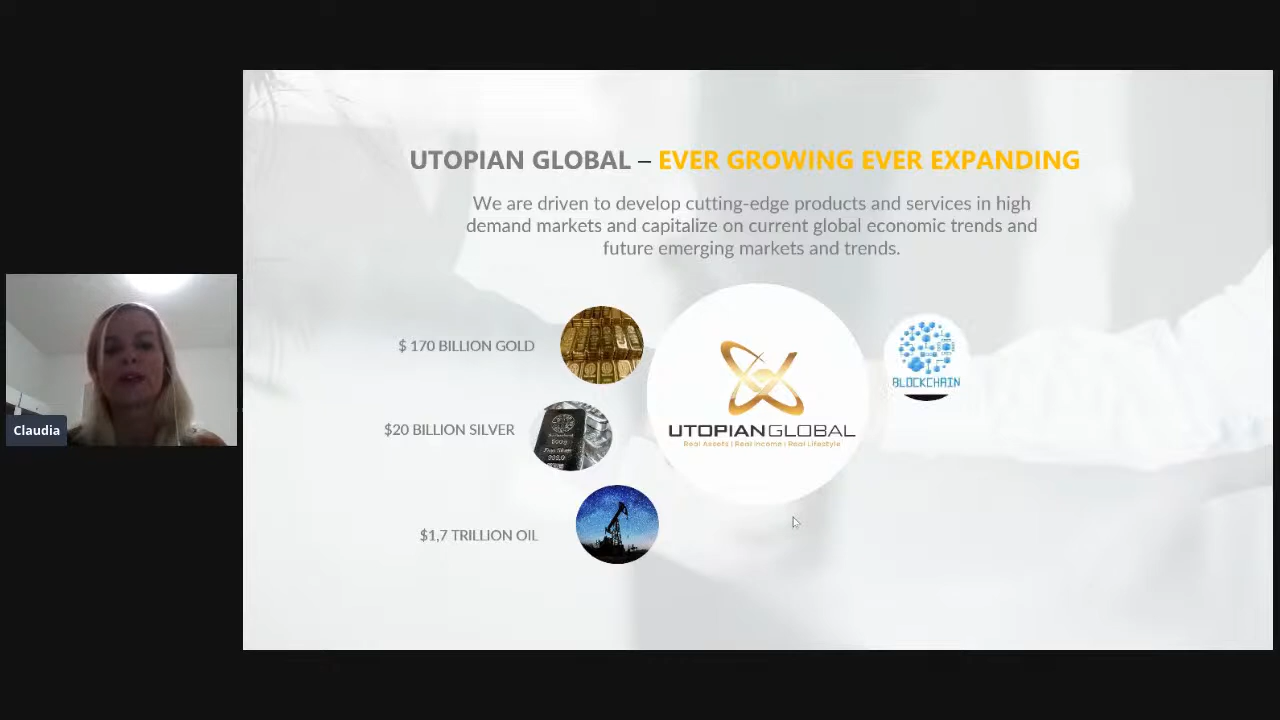 UTOPIAN GLOBAL – EVER GROWING EVER EXPANDING
We are driven to develop cutting-edge products and services in high
demand markets and capitalize on current global economic trends and
future emerging markets and trends.
$ 170 BILLION GOLD
BLOCKCHAIN
$20 BILLION SILVER
UTOPIANGLOBAL
Real Assets | Real Income | Real Lifestyle
Claudia
$1,7 TRILLION OIL